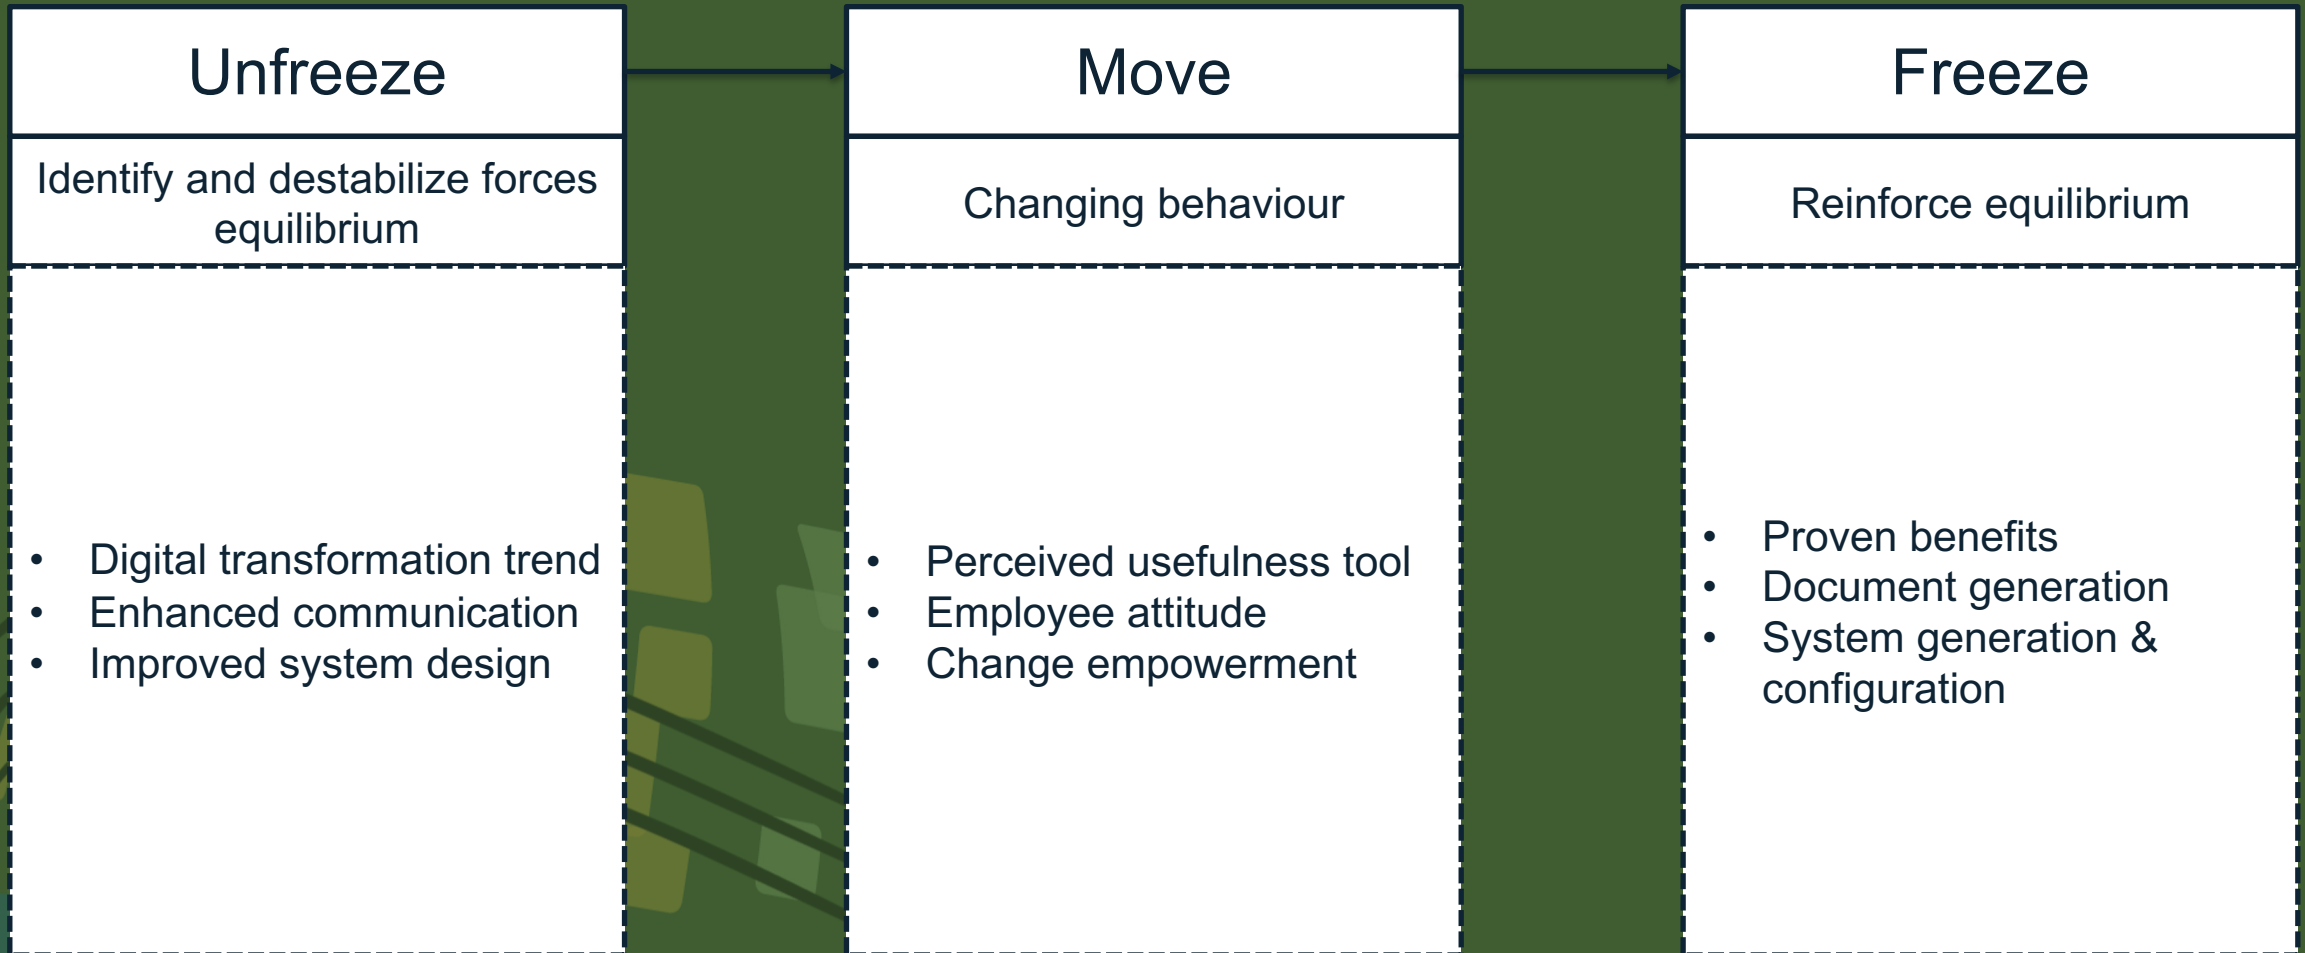 Unfreeze
Identify and destabilize forces
equilibrium
• Digital transformation trend
• Enhanced communication
• Improved system design
Move
Changing behaviour
• Perceived usefulness tool
• Employee attitude
• Change empowerment
Freeze
Reinforce equilibrium
• Proven benefits
• Document generation
• System generation &
configuration